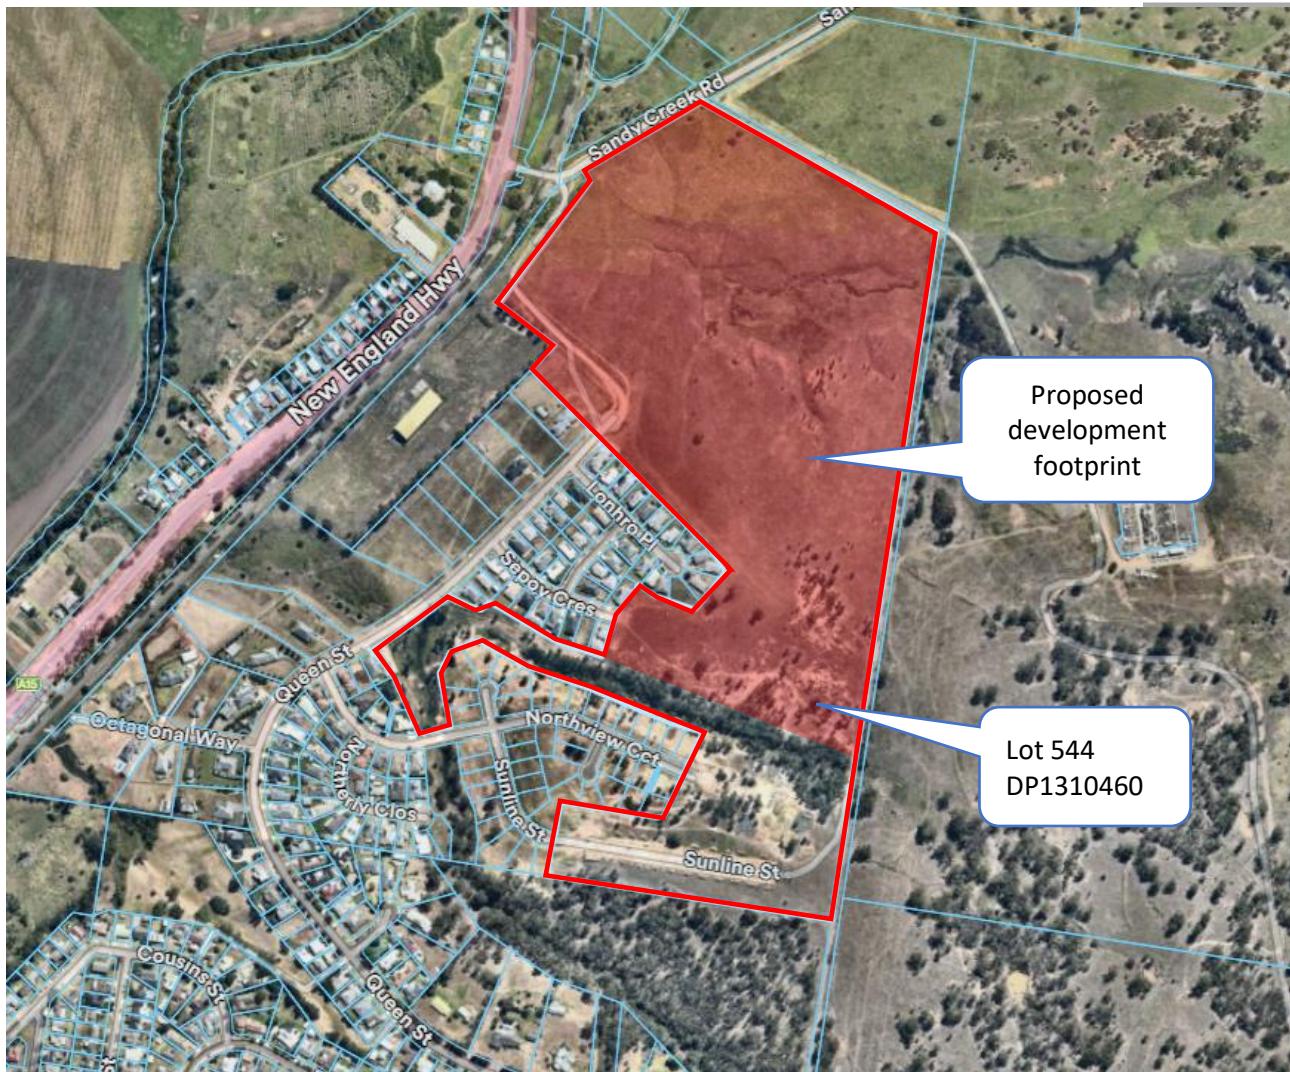 San
Sandy Creek Rd
New England Hwy
Proposed
development
footprint
Lonhro Pl
Sepoy Cres
A15
Queen St
Octagonal Way
Northview Cct
Lot 544
DP1310460
Northerly Clos
Sunline St
Sunline St
Cousins St
Queen St